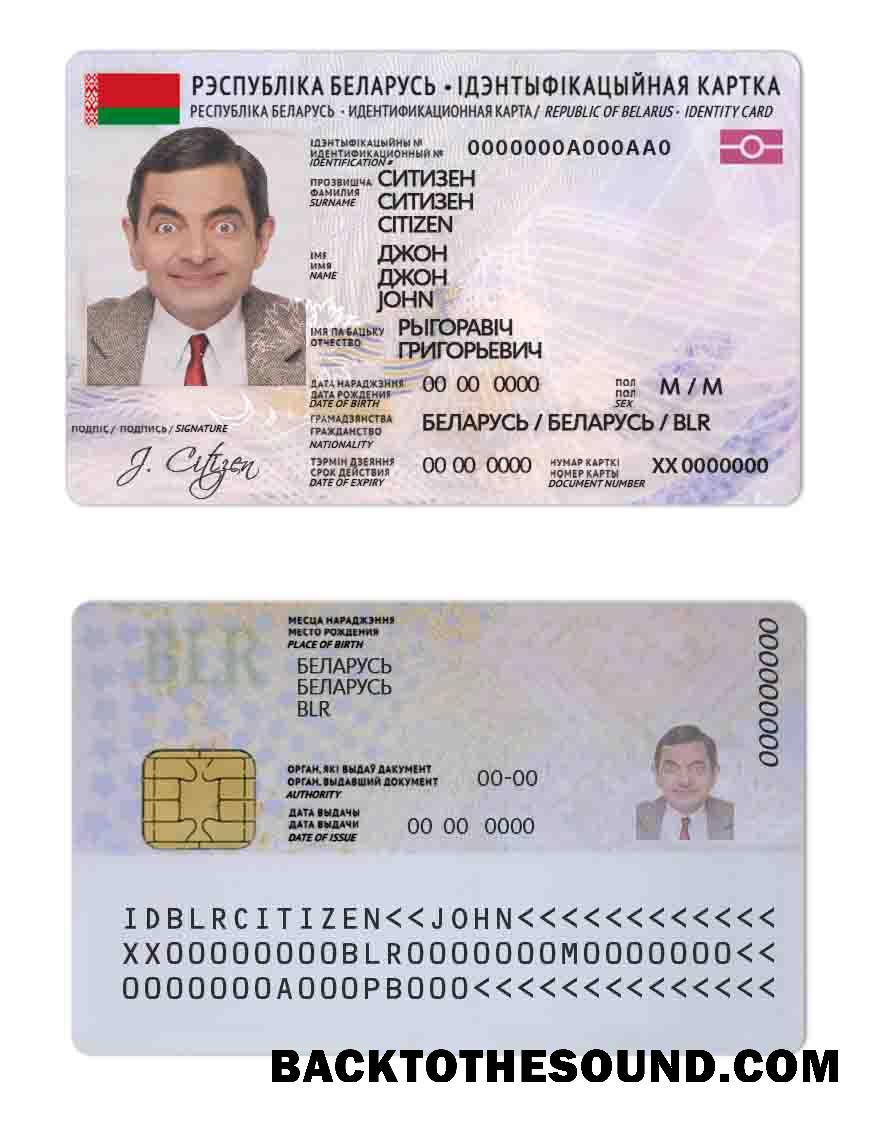 РЭСПУБЛІКА БЕЛАРУСЬ • ІДЭНТЫФІКАЦЫЙНАЯ КАРТКА
РЕСПУБЛІКА БЕЛАРУСЬ • ИДЕНТИФИКАЦИОННАЯ КАРТА / REPUBLIC OF BELARUS • IDENTITY CARD
ІДЭНТЫФІКАЦЫЙНЫ №
ИДЕНТИФИКАЦИОННЫЙ №
IDENTIFICATION #
0000000A000AA0
ПРОЗВІШЧА
ФАМИЛИЯ
SURNAME
СИТИЗЕН
СИТИЗЕН
CITIZEN
ІМЯ
ИМЯ
NAME
ДЖОН
ДЖОН
JOHN
ІМЯ ПА БАЦЬКУ
ОТЧЕСТВО
РЫГОРАВІЧ
ГРИГОРЬЕВИЧ
ДАТА НАРАДЖЭННЯ
ДАТА РОЖДЕНИЯ
DATE OF BIRTH
00 00 0000
ПОЛ
ПОЛ
SEX
M / M
ГРАМАДЗЯНСТВА
ГРАЖДАНСТВО
NATIONALITY
БЕЛАРУСЬ / БЕЛАРУСЬ / BLR
ПОДПІС / ПОДПИСЬ / SIGNATURE
J. Citizen
ТЭРМІН ДЗЕЯННЯ
СРОК ДЕЙСТВИЯ
DATE OF EXPIRY
00 00 0000
НУМАР КАРТКІ
НОМЕР КАРТЫ
DOCUMENT NUMBER
XX 0000000
BLR
МЕСЦА НАРАДЖЭННЯ
МЕСТО РОЖДЕНИЯ
PLACE OF BIRTH
БЕЛАРУСЬ
БЕЛАРУСЬ
BLR
000000000
ОРГАН, ЯКІ ВЫДАЎ ДАКУМЕНТ
ОРГАН, ВЫДАВШИЙ ДОКУМЕНТ
AUTHORITY
00-00
ДАТА ВЫДАЧЫ
ДАТА ВЫДАЧИ
DATE OF ISSUE
00 00 0000
IDBLRCITIZEN<<JOHN<<<<<<<<<<<<
XX00000000BLR0000000M0000000<<
0000000A000PB000<<<<<<<<<<<<<<
BACKTOTHESOUND.COM